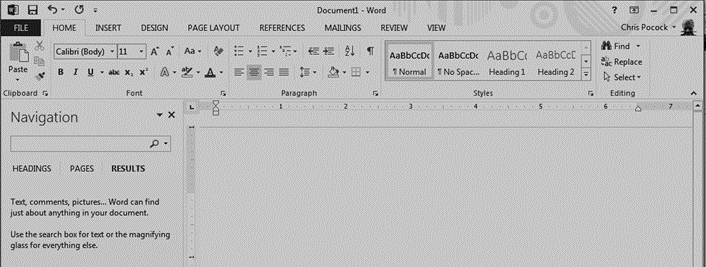 Document1 - Word
FILE HOME INSERT DESIGN PAGE LAYOUT REFERENCES MAILINGS REVIEW VIEW Chris Pocock
Calibri (Body) 11 A A Aa AaBbCcDc AaBbCcDc AaBbCc AaBbCcC Find
Paste B I U abc x₂ x² A A ¶ Normal ¶ No Spac... Heading 1 Heading 2 Replace
Select
Clipboard Font Paragraph Styles Editing
Navigation
1 2 3 4 5 6 7
HEADINGS PAGES RESULTS
Text, comments, pictures... Word can find
just about anything in your document.
Use the search box for text or the magnifying
glass for everything else.